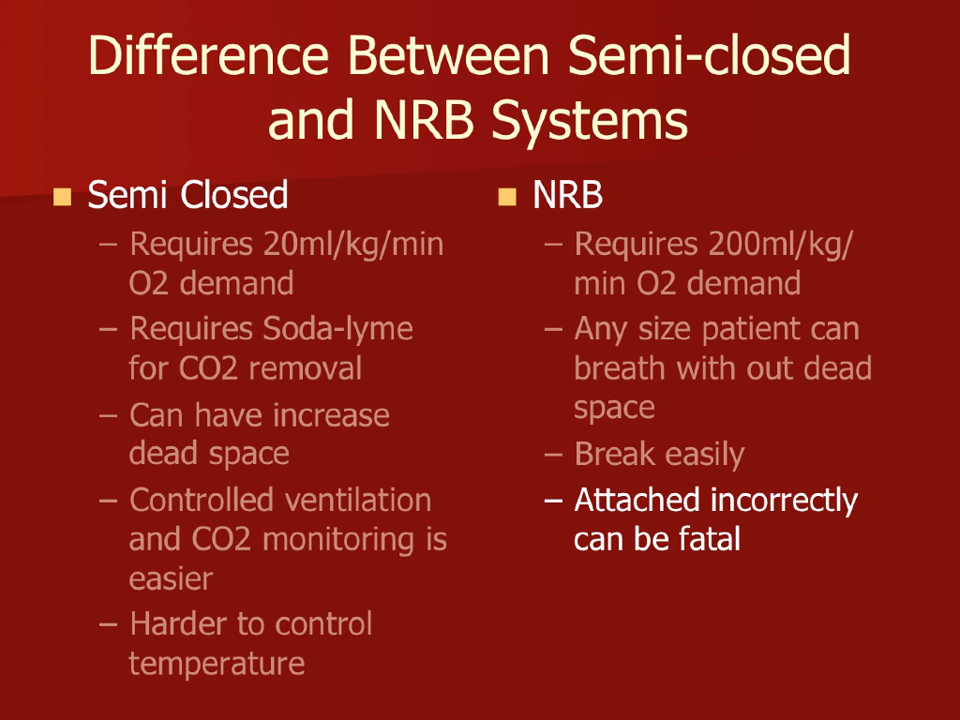 Difference Between Semi-closed
and NRB Systems
Semi Closed
– Requires 20ml/kg/min
O2 demand
– Requires Soda-lyme
for CO2 removal
– Can have increase
dead space
– Controlled ventilation
and CO2 monitoring is
easier
– Harder to control
temperature
NRB
– Requires 200ml/kg/
min O2 demand
– Any size patient can
breath with out dead
space
– Break easily
– Attached incorrectly
can be fatal